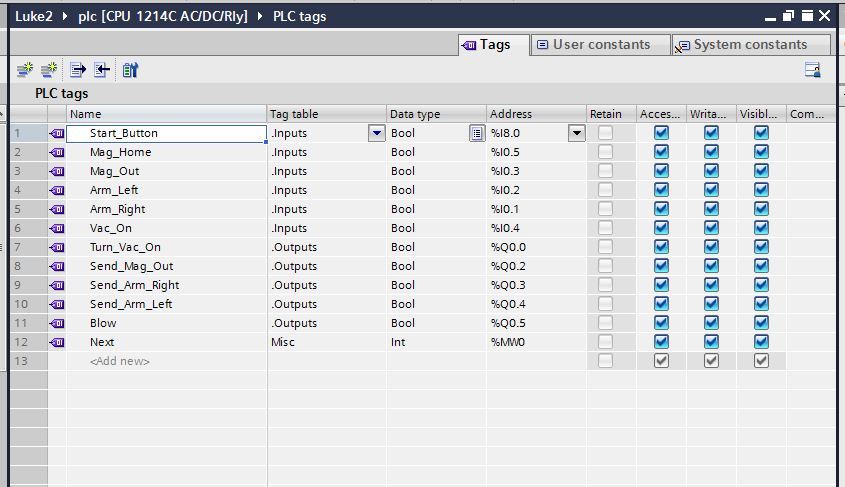 Luke2 plc [CPU 1214C AC/DC/Rly] PLC tags
Tags User constants System constants
PLC tags
Name Tag table Data type Address Retain Acces... Writa... Visibl... Com...
1 Start_Button .Inputs Bool %I8.0
2 Mag_Home .Inputs Bool %I0.5
3 Mag_Out .Inputs Bool %I0.3
4 Arm_Left .Inputs Bool %I0.2
5 Arm_Right .Inputs Bool %I0.1
6 Vac_On .Inputs Bool %I0.4
7 Turn_Vac_On .Outputs Bool %Q0.0
8 Send_Mag_Out .Outputs Bool %Q0.2
9 Send_Arm_Right .Outputs Bool %Q0.3
10 Send_Arm_Left .Outputs Bool %Q0.4
11 Blow .Outputs Bool %Q0.5
12 Next Misc Int %MW0
13 <Add new>